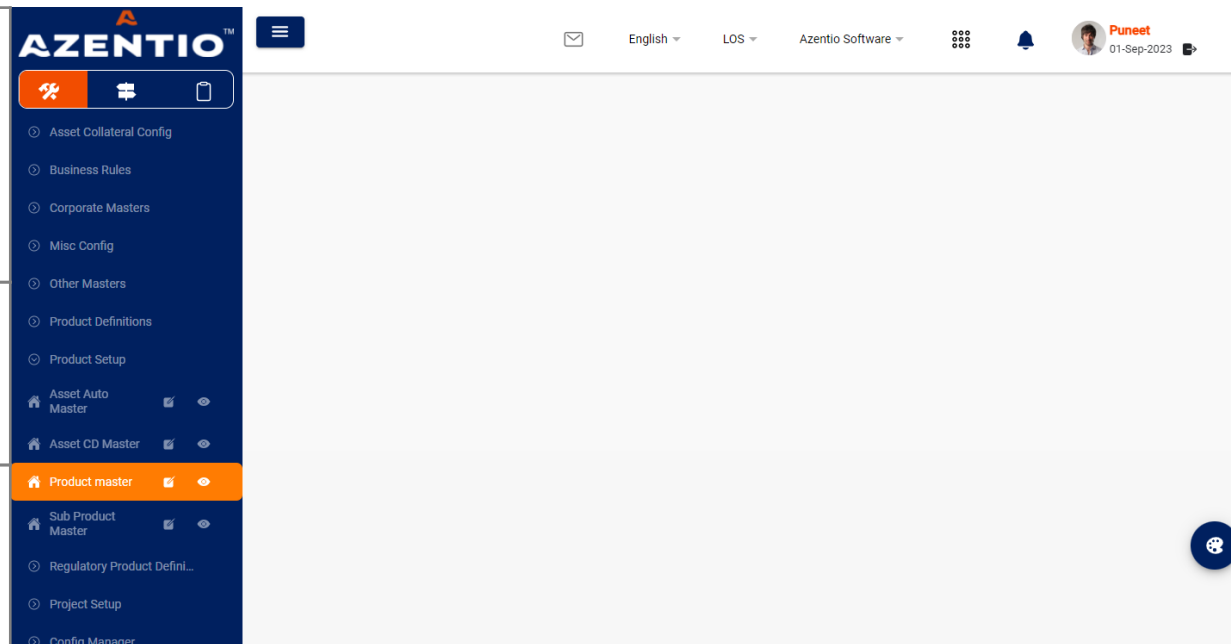 AZENTIO™
English
LOS
Azentio Software
Puneet
01-Sep-2023
Asset Collateral Config
Business Rules
Corporate Masters
Misc Config
Other Masters
Product Definitions
Product Setup
Asset Auto
Master
Asset CD Master
Product master
Sub Product
Master
Regulatory Product Defini...
Project Setup
Config Manager